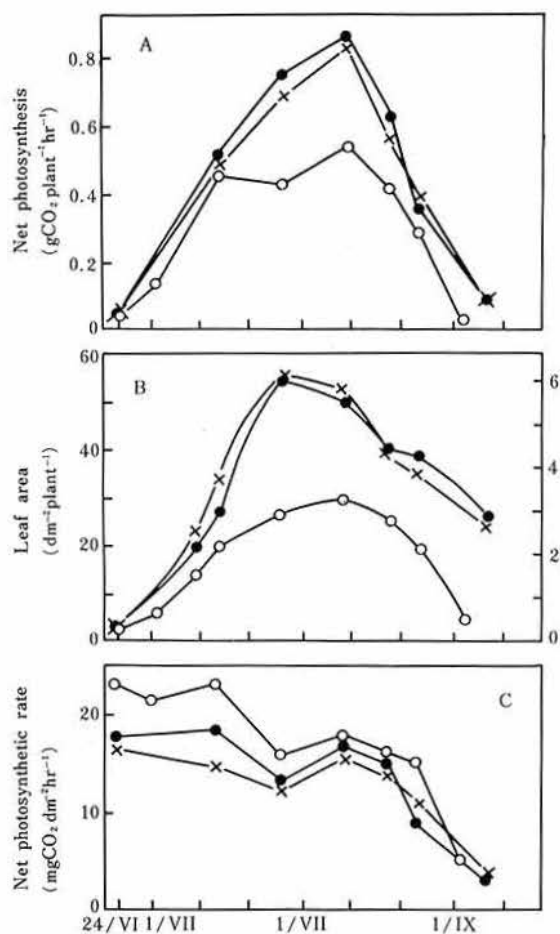 A
Net photosynthesis
(gCO₂ plant⁻¹hr⁻¹)
0.8
0.6
0.4
0.2
0
B
Leaf area
(dm⁻²plant⁻¹)
60
40
20
0
6
4
2
0
C
Net photosynthetic rate
(mgCO₂ dm⁻²hr⁻¹)
20
10
0
24/VI 1/VII 1/VII 1/IX